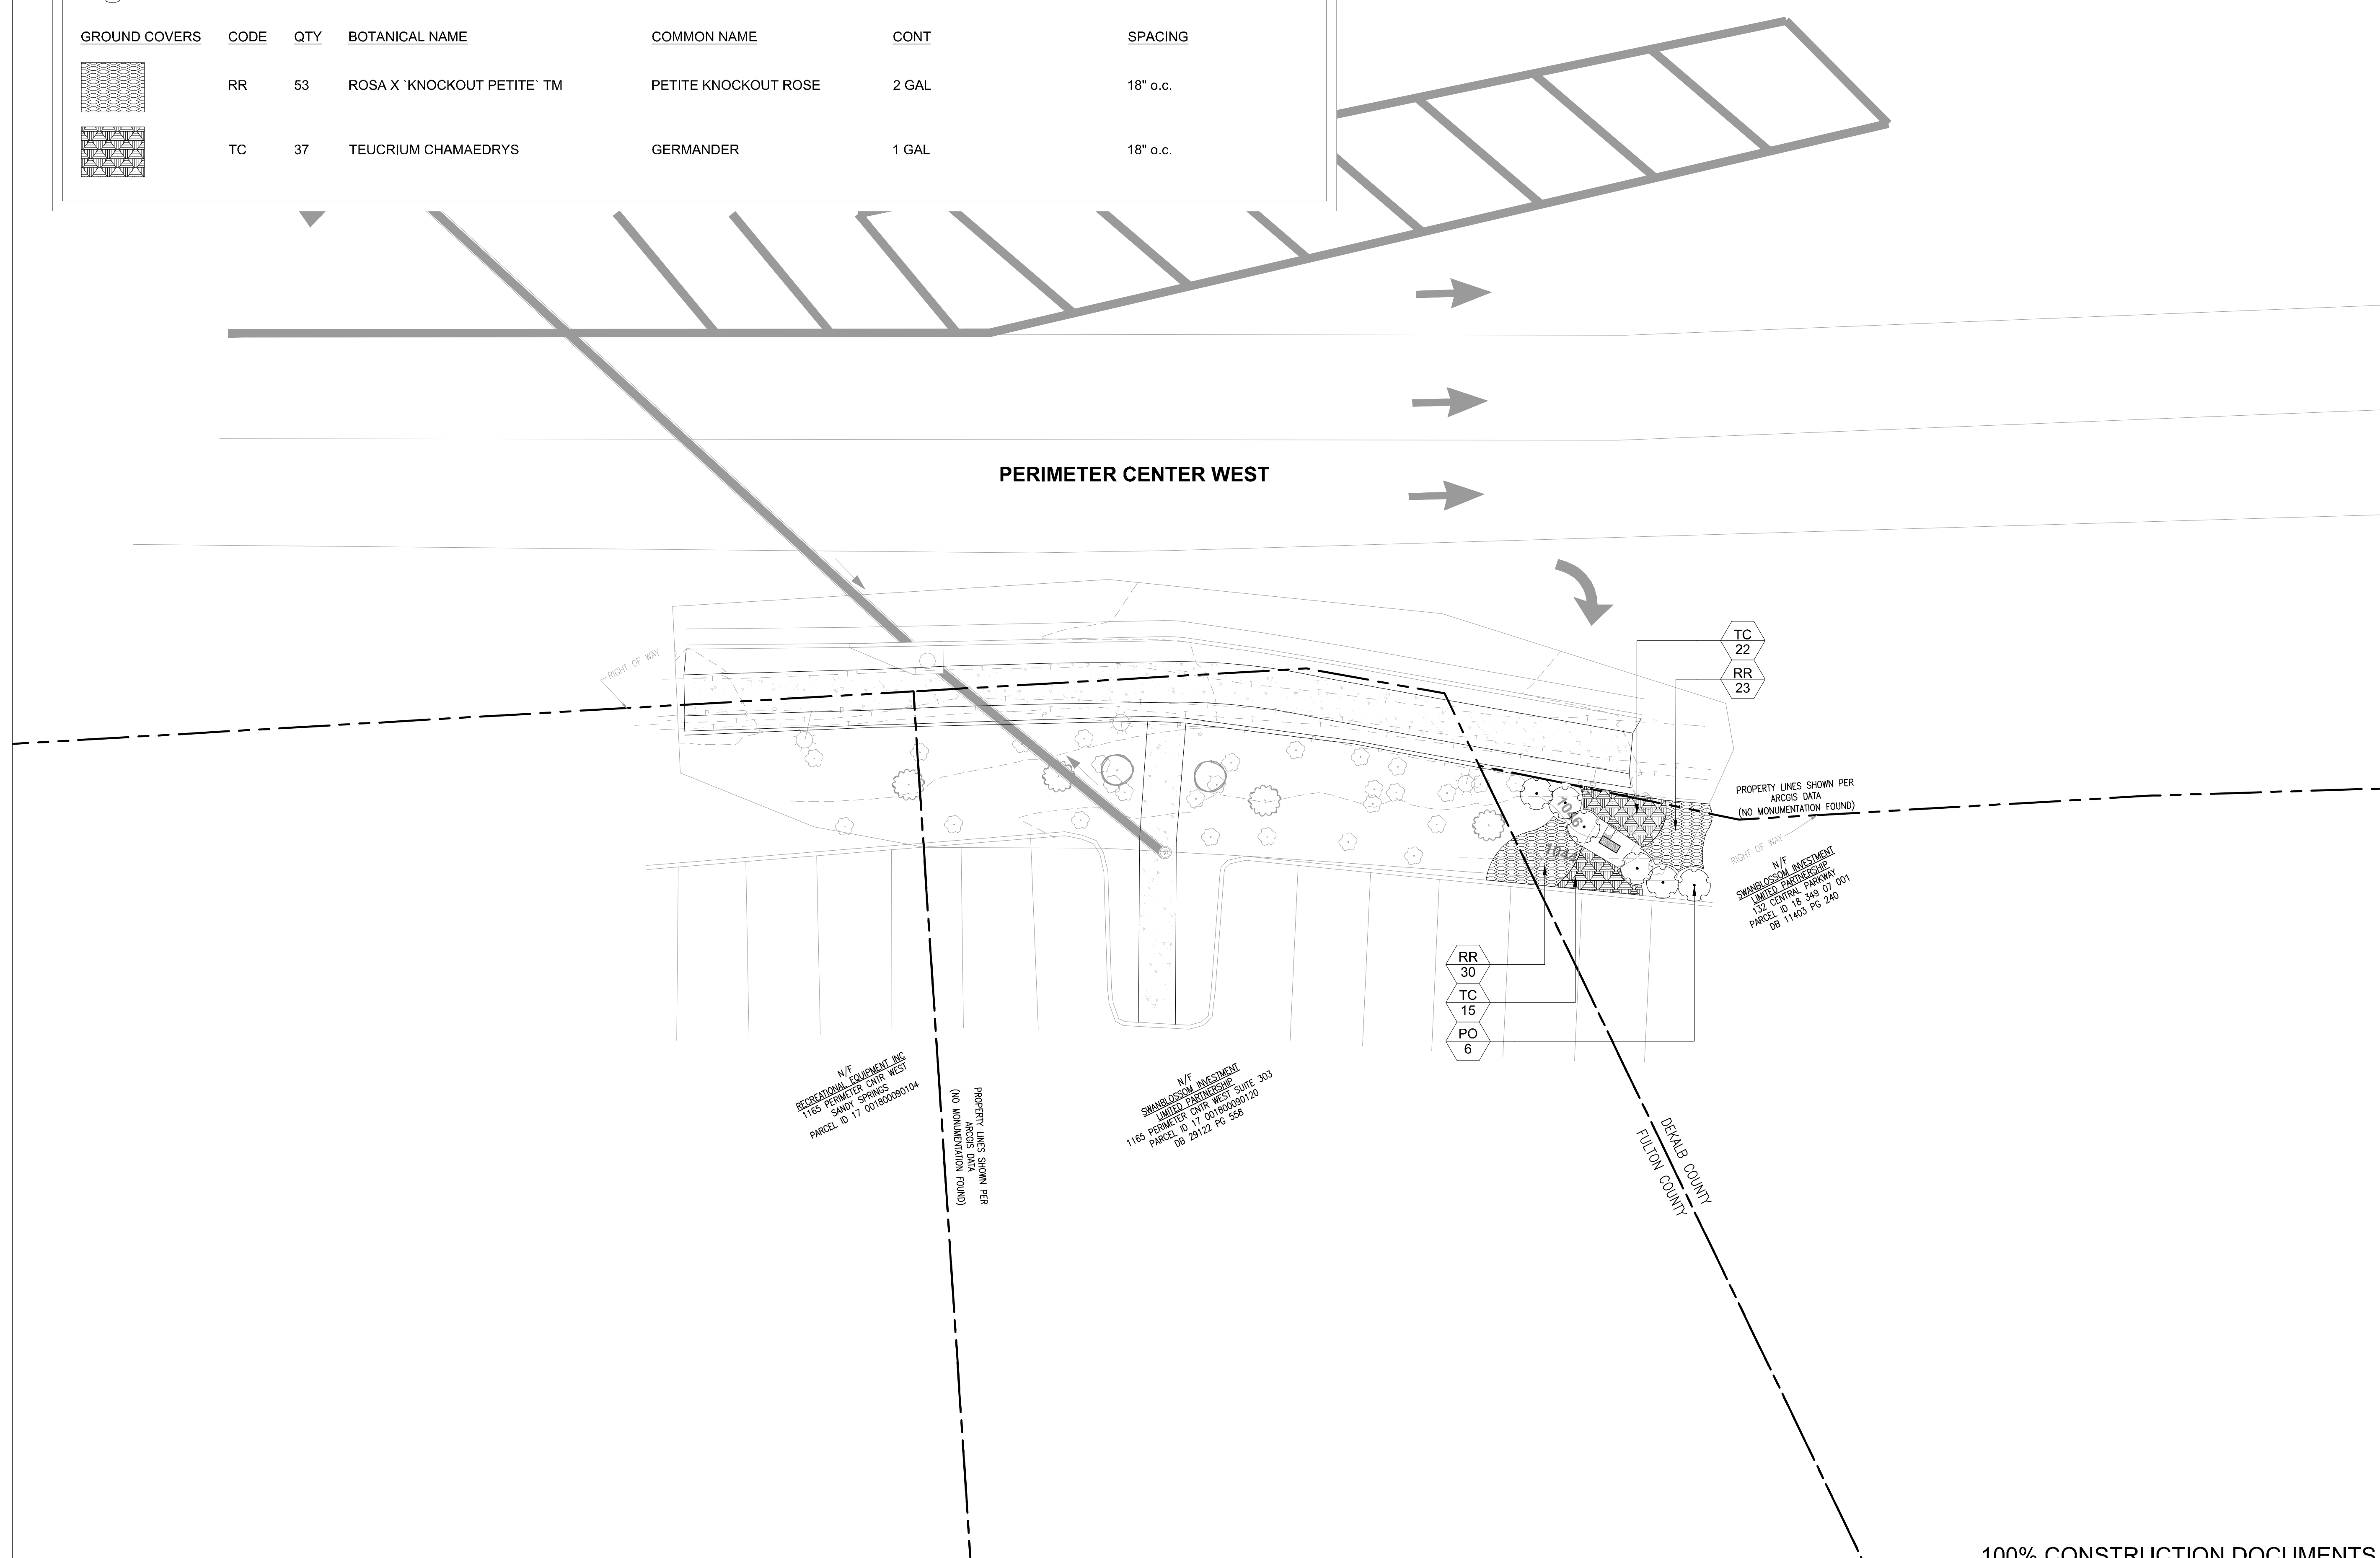 GROUND COVERS CODE QTY BOTANICAL NAME COMMON NAME CONT SPACING
RR 53 ROSA X `KNOCKOUT PETITE` TM PETITE KNOCKOUT ROSE 2 GAL 18" o.c.
TC 37 TEUCRIUM CHAMAEDRYS GERMANDER 1 GAL 18" o.c.
PERIMETER CENTER WEST
RIGHT OF WAY
TC
22
RR
23
PROPERTY LINES SHOWN PER
ARCGIS DATA
(NO MONUMENTATION FOUND)
RIGHT OF WAY
N/F
SWANBLOSSOM INVESTMENT
LIMITED PARTNERSHIP
132 CENTRAL PARKWAY
PARCEL ID 18 349 07 001
DB 11403 PG 240
1046
RR
30
TC
15
PO
6
N/F
RECREATIONAL EQUIPMENT INC
1165 PERIMETER CNTR WEST
SANDY SPRINGS
PARCEL ID 17 001800090104
PROPERTY LINES SHOWN PER
ARCGIS DATA
(NO MONUMENTATION FOUND)
N/F
SWANBLOSSOM INVESTMENT
LIMITED PARTNERSHIP
1165 PERIMETER CNTR WEST SUITE 303
PARCEL ID 17 001800090120
DB 29122 PG 558
DEKALB COUNTY
FULTON COUNTY
100% CONSTRUCTION DOCUMENTS